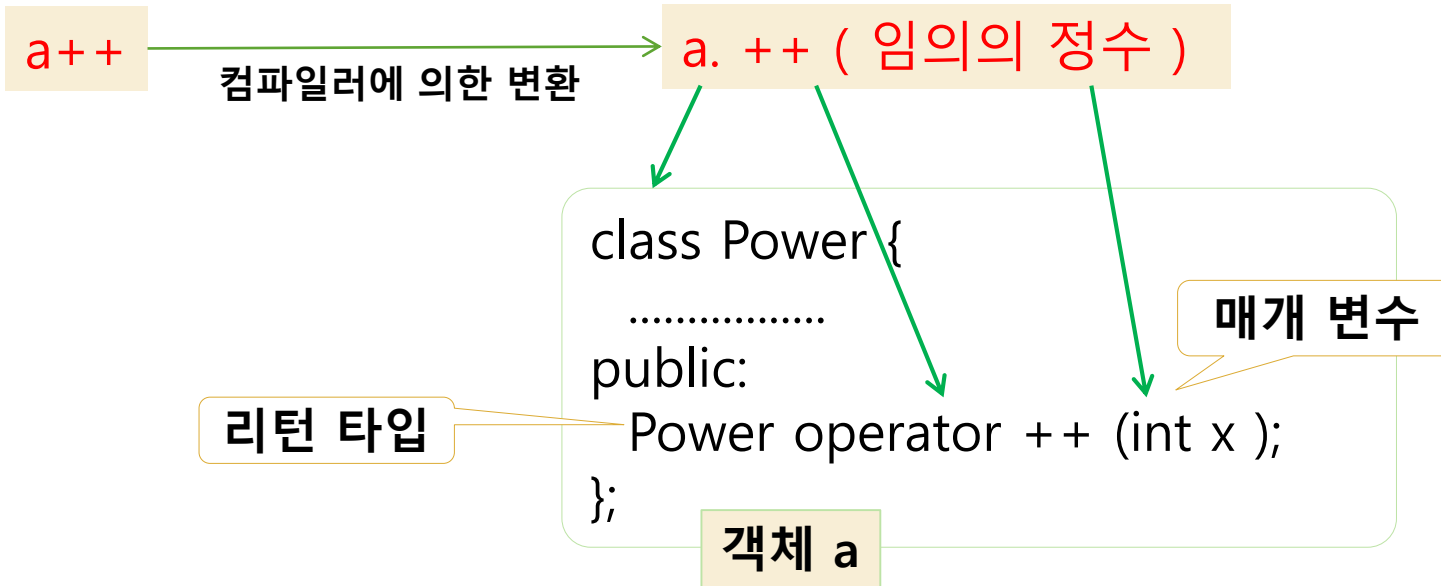 a++
컴파일러에 의한 변환
a. ++ ( 임의의 정수 )
class Power {
.................
public:
매개 변수
리턴 타입
Power operator ++ (int x );
};
객체 a